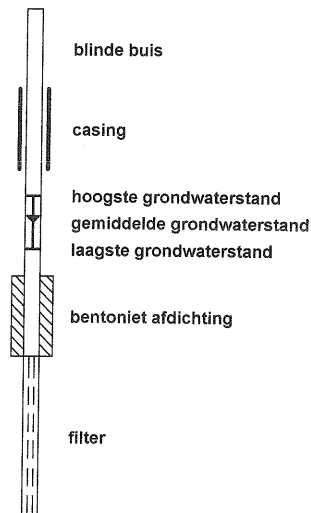 blinde buis
casing
hoogste grondwaterstand
gemiddelde grondwaterstand
laagste grondwaterstand
bentoniet afdichting
filter